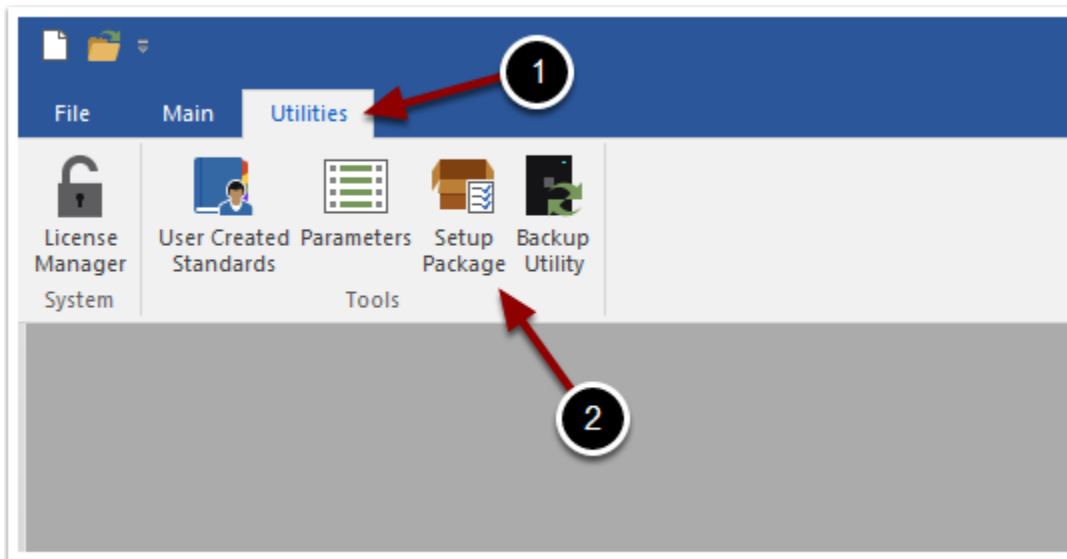 1
File Main Utilities
License Manager
User Created Standards
Parameters
Setup Package
Backup Utility
System
Tools
2